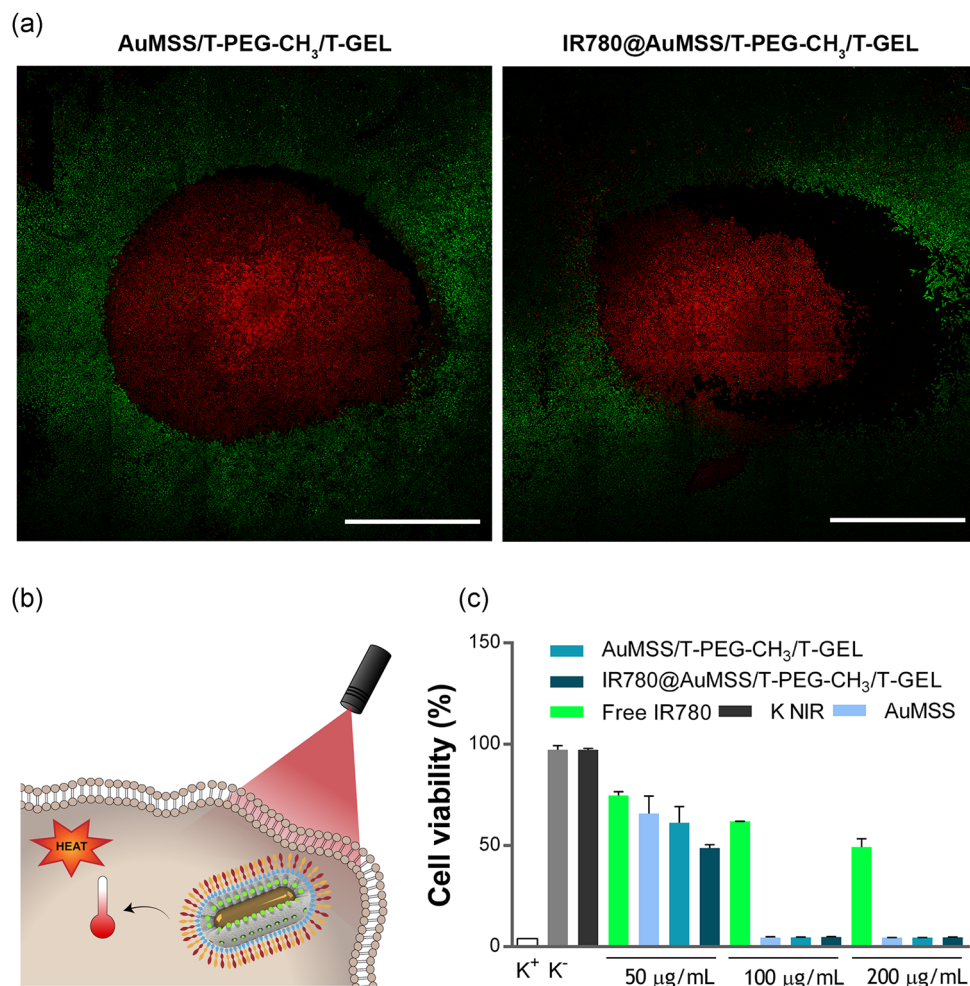 (a)
AuMSS/T-PEG-CH₃/T-GEL
IR780@AuMSS/T-PEG-CH₃/T-GEL
(b)
HEAT
(c)
Cell viability (%)
150
100
50
0
AuMSS/T-PEG-CH₃/T-GEL
IR780@AuMSS/T-PEG-CH₃/T-GEL
Free IR780 K NIR AuMSS
K⁺ K⁻
50 μg/mL 100 μg/mL 200 μg/mL